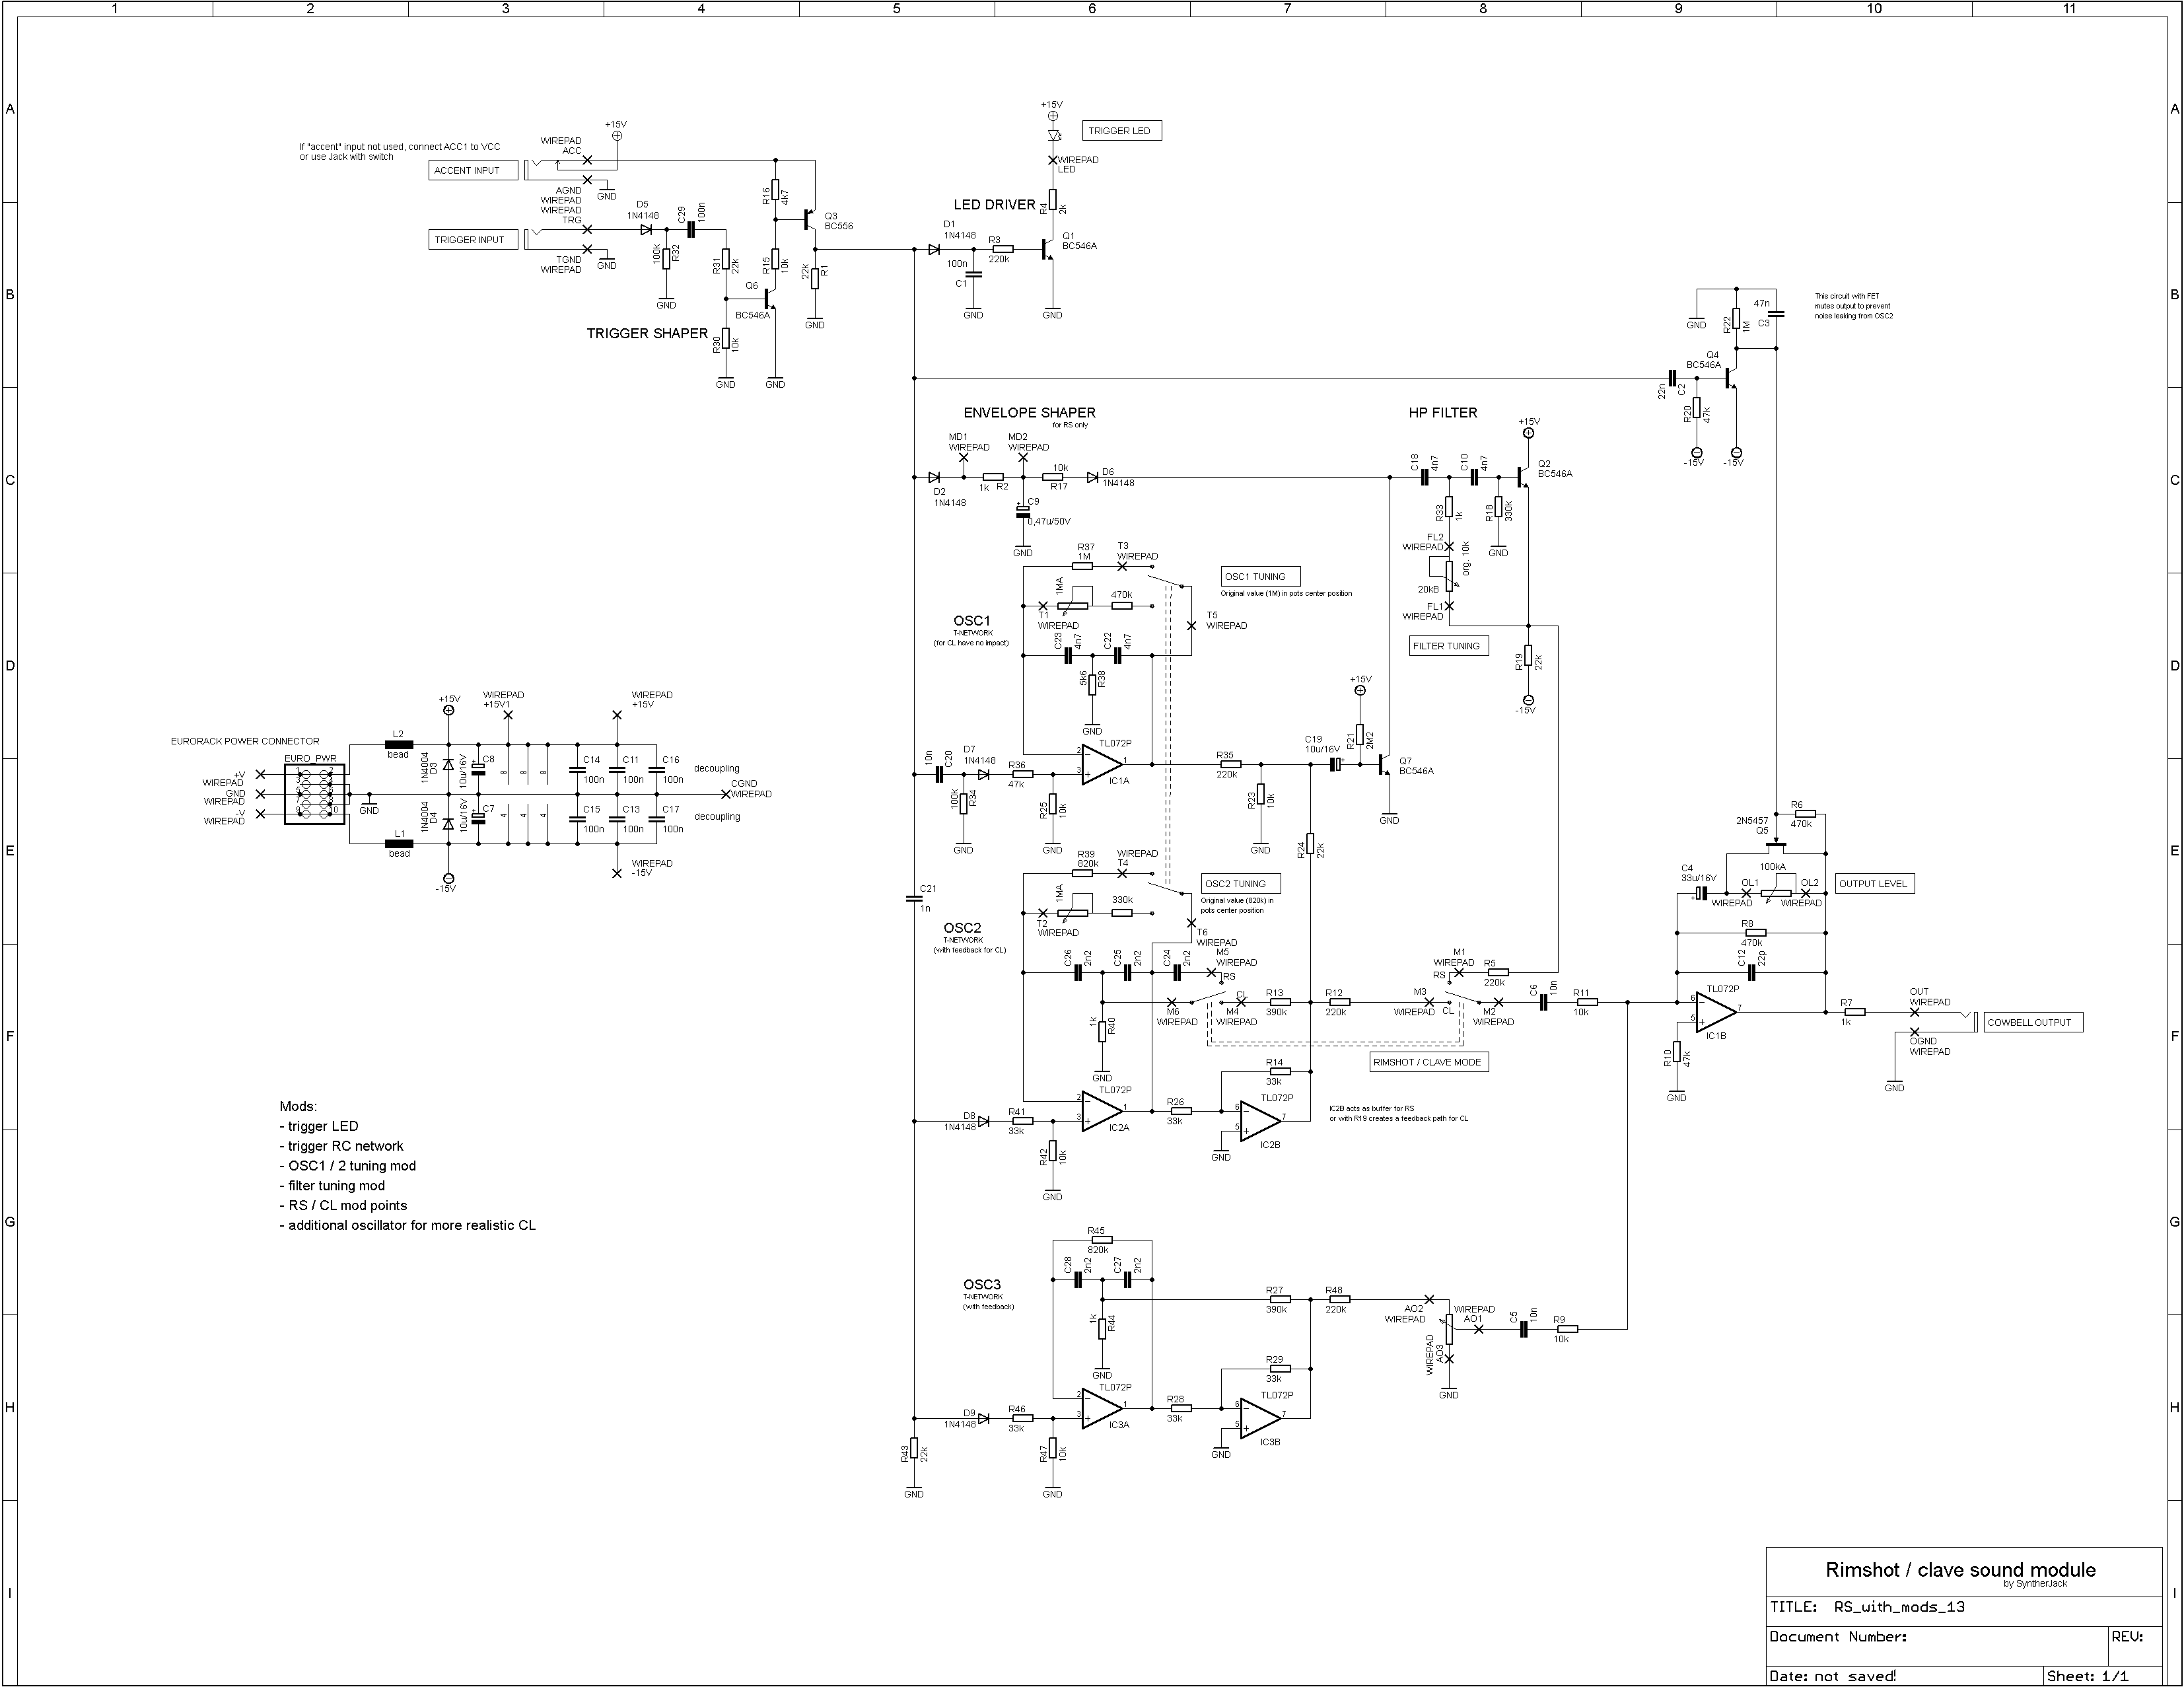 1 2 3 4 5 6 7 8 9 10 11
A A
B B
C C
D D
E E
F F
G G
H H
I I
If "accent" input not used, connect ACC1 to VCC
or use Jack with switch
ACCENT INPUT
WIREPAD
ACC
+15V
AGND
WIREPAD
GND
WIREPAD
TRG
TRIGGER INPUT
TGND
WIREPAD
GND
D5
1N4148
C29
100n
100k
R32
GND
R31
22k
R16
4k7
R15
10k
Q3
BC556
Q6
BC546A
22k
R1
GND
R30
10k
GND
GND
TRIGGER SHAPER
+15V
TRIGGER LED
WIREPAD
LED
LED DRIVER
R4
2k
D1
1N4148
R3
220k
Q1
BC546A
100n
C1
GND
GND
47n
C3
R22
1M
GND
This circuit with FET
mutes output to prevent
noise leaking from OSC2
Q4
BC546A
22n
C2
R20
47k
-15V
-15V
ENVELOPE SHAPER
for RS only
MD1
WIREPAD
MD2
WIREPAD
D2
1N4148
1k
R2
10k
R17
D6
1N4148
C9
0,47u/50V
GND
HP FILTER
C18
4n7
C10
4n7
+15V
Q2
BC546A
R33
1k
R18
330k
GND
FL2
WIREPAD
org. 10k
20kB
FL1
WIREPAD
FILTER TUNING
R19
22k
-15V
R37
1M
T3
WIREPAD
1MA
470k
T1
WIREPAD
OSC1
T-NETWORK
(for CL have no impact)
OSC1 TUNING
Original value (1M) in pots center position
T5
WIREPAD
C23
4n7
C22
4n7
5k6
R38
GND
TL072P
2
3
1
IC1A
10n
C20
D7
1N4148
R36
47k
100k
R34
GND
R25
10k
GND
R35
220k
R23
10k
GND
C19
10u/16V
+15V
R21
2M2
Q7
BC546A
GND
R24
22k
EURORACK POWER CONNECTOR
EURO_PWR
+V
WIREPAD
GND
WIREPAD
-V
WIREPAD
L2
bead
L1
bead
GND
+15V
-15V
1N4004
D3
1N4004
D4
10u/16V
C8
10u/16V
C7
WIREPAD
+15V1
8
8
8
4
4
4
C14
100n
C11
100n
C16
100n
C15
100n
C13
100n
C17
100n
WIREPAD
+15V
WIREPAD
-15V
decoupling
CGND
WIREPAD
decoupling
C21
1n
R39
820k
WIREPAD
T4
1MA
330k
T2
WIREPAD
OSC2
T-NETWORK
(with feedback for CL)
OSC2 TUNING
Original value (820k) in
pots center position
T6
WIREPAD
C26
2n2
C25
2n2
C24
2n2
M5
WIREPAD
RS
CL
M6
WIREPAD
M4
WIREPAD
1k
R40
GND
R13
390k
R12
220k
M1
WIREPAD
RS
R5
220k
M3
WIREPAD
CL
M2
WIREPAD
C6
10n
R11
10k
RIMSHOT / CLAVE MODE
TL072P
2
3
1
IC2A
D8
1N4148
R41
33k
R42
10k
GND
R26
33k
R14
33k
TL072P
6
5
7
IC2B
GND
IC2B acts as buffer for RS
or with R19 creates a feedback path for CL
2N5457
Q5
R6
470k
C4
33u/16V
OL1
WIREPAD
100kA
OL2
WIREPAD
OUTPUT LEVEL
R8
470k
C12
22p
TL072P
6
5
7
IC1B
R10
47k
GND
R7
1k
OUT
WIREPAD
COWBELL OUTPUT
OGND
WIREPAD
GND
Mods:
- trigger LED
- trigger RC network
- OSC1 / 2 tuning mod
- filter tuning mod
- RS / CL mod points
- additional oscillator for more realistic CL
R45
820k
C28
2n2
C27
2n2
OSC3
T-NETWORK
(with feedback)
1k
R44
GND
R27
390k
R48
220k
AO2
WIREPAD
WIREPAD
AO1
WIREPAD
AO3
GND
C5
10n
R9
10k
TL072P
2
3
1
IC3A
D9
1N4148
R46
33k
R43
22k
GND
R47
10k
GND
R28
33k
R29
33k
TL072P
6
5
7
IC3B
GND
Rimshot / clave sound module
by SyntherJack
TITLE: RS_with_mods_13
Document Number:
REV:
Date: not saved!
Sheet: 1/1